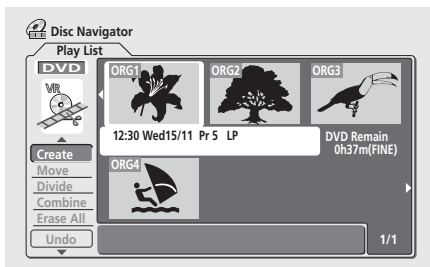 Disc Navigator
Play List
DVD
VR
ORG1
ORG2
ORG3
12:30 Wed15/11 Pr 5 LP
DVD Remain
0h37m(FINE)
Create
Move
Divide
Combine
Erase All
Undo
ORG4
1/1